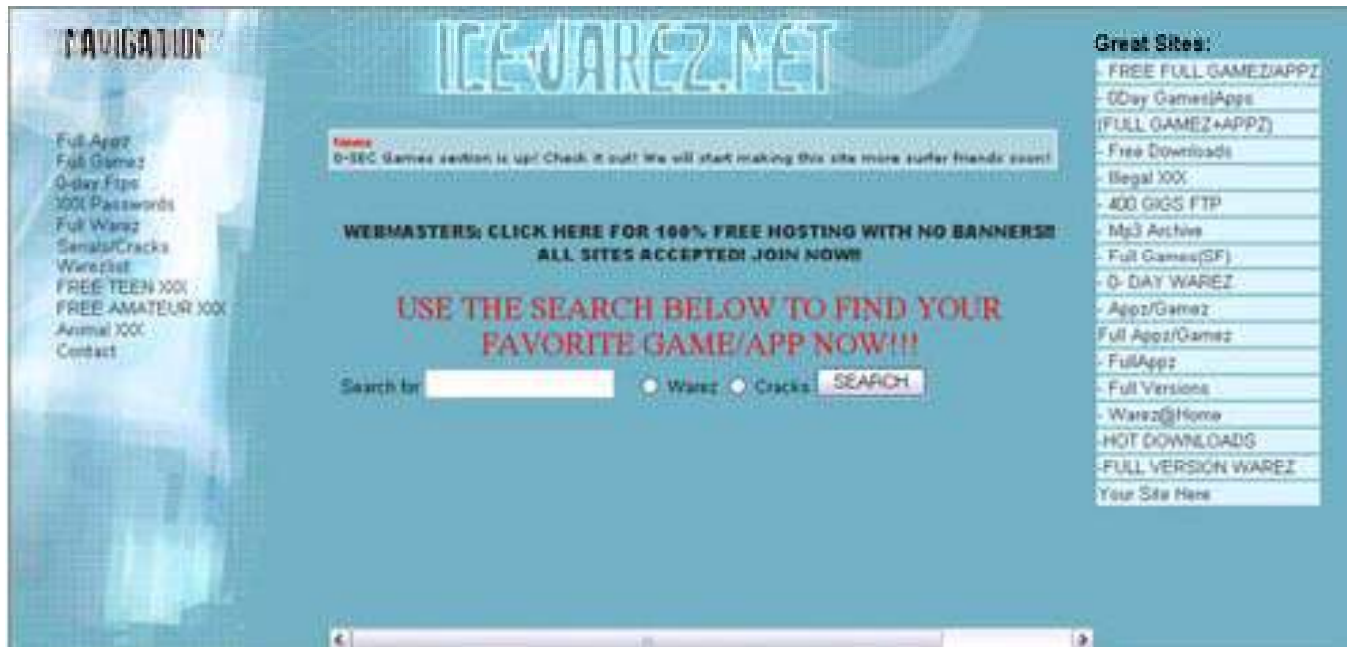 NAVIGATION
Full Appz
Full Gamez
0-day Ftps
XXX Passwords
Full Warez
Serials/Cracks
Warezlist
FREE TEEN XXX
FREE AMATEUR XXX
Animal XXX
Contact
ICEWAREZ.NET
News
0-SEC Games section is up! Check it out! We will start making this site more surfer friends soon!
WEBMASTERS: CLICK HERE FOR 100% FREE HOSTING WITH NO BANNERS!!
ALL SITES ACCEPTED! JOIN NOW!!
USE THE SEARCH BELOW TO FIND YOUR
FAVORITE GAME/APP NOW!!!
Search for Warez Cracks SEARCH
Great Sites:
- FREE FULL GAMEZ/APPZ
- 0Day Games|Apps
(FULL GAMEZ+APPZ)
- Free Downloads
- Illegal XXX
- 400 GIGS FTP
- Mp3 Archive
- Full Games(SF)
- 0- DAY WAREZ
- Appz/Gamez
Full Appz/Gamez
- FullAppz
- Full Versions
- Warez@Home
-HOT DOWNLOADS
-FULL VERSION WAREZ
Your Site Here